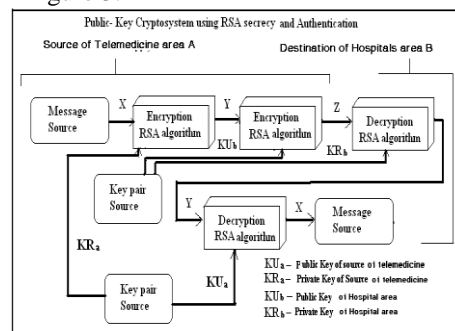 Public- Key Cryptosystem using RSA secrecy and Authentication
Source of Telemedicine area A
Destination of Hospitals area B
Message
Source
X
Encryption
RSA algorithm
Y
Encryption
RSA algorithm
Z
Decryption
RSA algorithm
KUb
KRb
Key pair
Source
KRa
Y
Decryption
RSA algorithm
X
Message
Source
Key pair
Source
KUa
KUa – Public Key of source of telemedicine
KRa – Private Key of Source of telemedicine
KUb – Public Key of Hospital area
KRb – Private Key of Hospital area